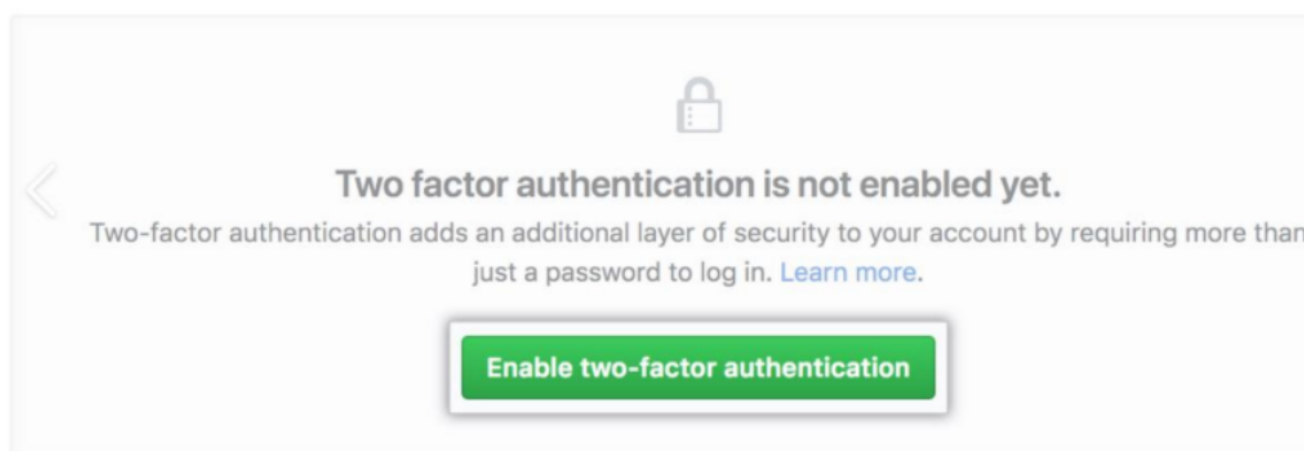 Two factor authentication is not enabled yet.
Two-factor authentication adds an additional layer of security to your account by requiring more than
just a password to log in. Learn more.
Enable two-factor authentication